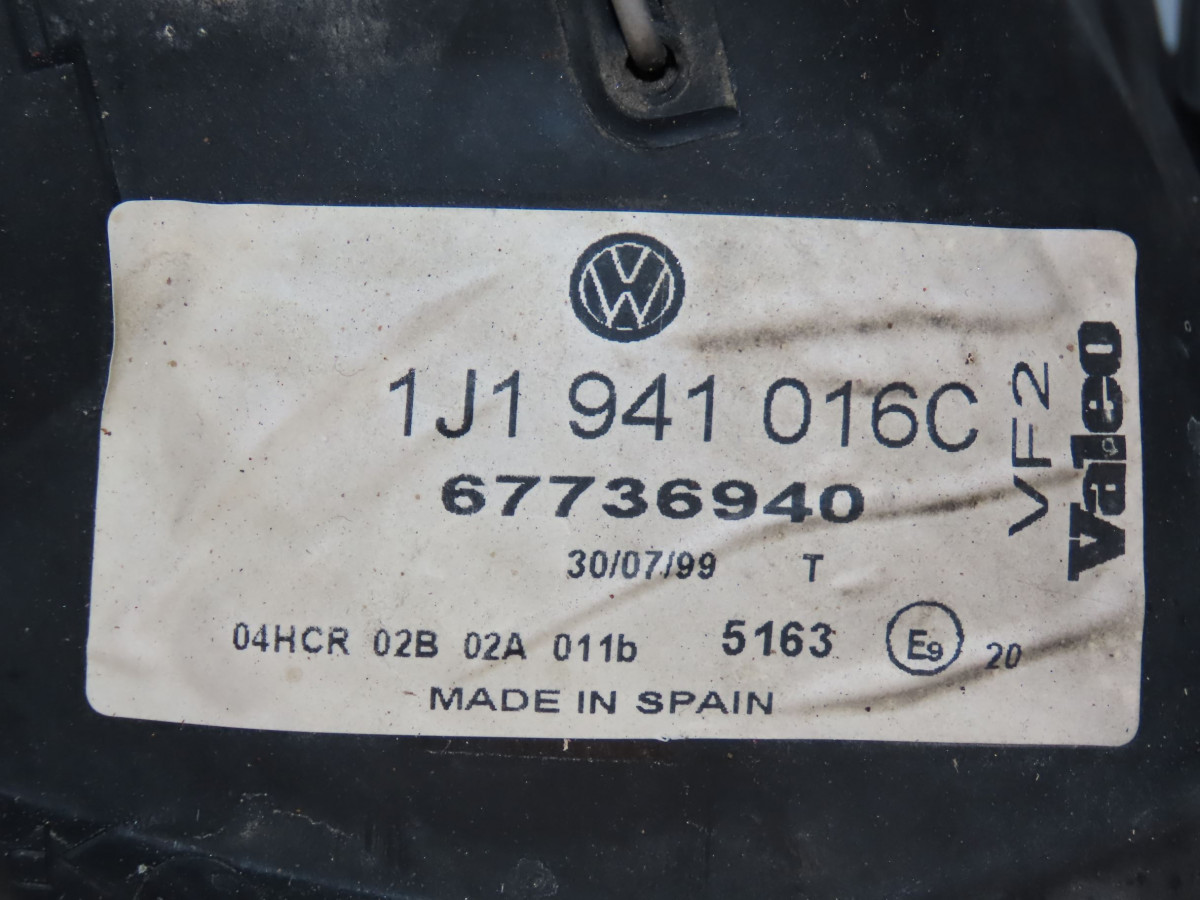 1J1 941 016C
67736940
30/07/99 T
04HCR 02B 02A 011b 5163 E9 20
MADE IN SPAIN
VF2
Valeo